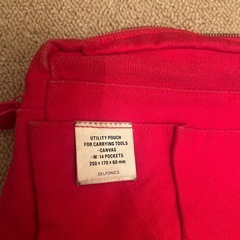 UTILITY POUCH
FOR CARRYING TOOLS
-CANVAS
-W/14 POCKETS
250 x 170 x 60 mm
DELFONICS